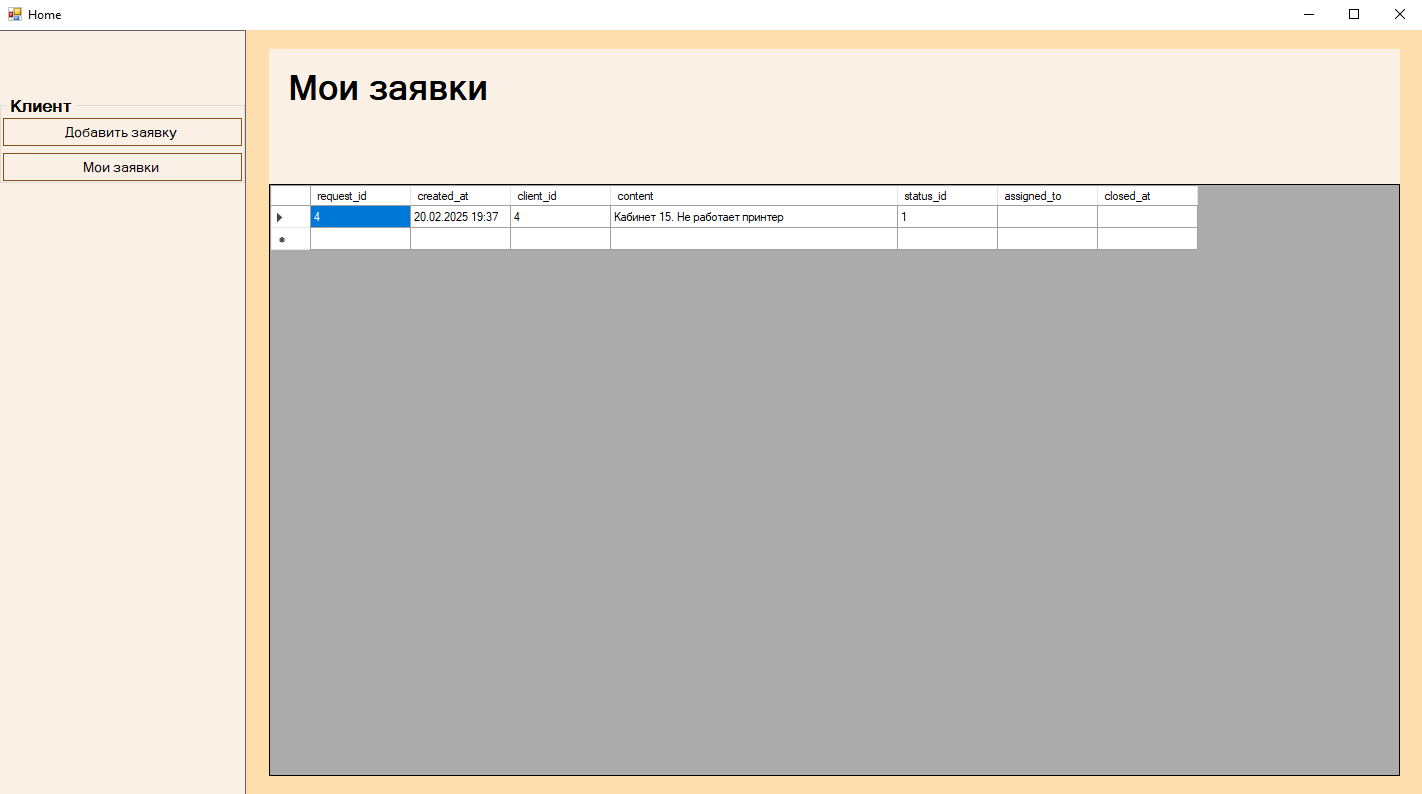 Home
Клиент
Добавить заявку
Мои заявки
Мои заявки
request_id created_at client_id content status_id assigned_to closed_at
4 20.02.2025 19:37 4 Кабинет 15. Не работает принтер 1